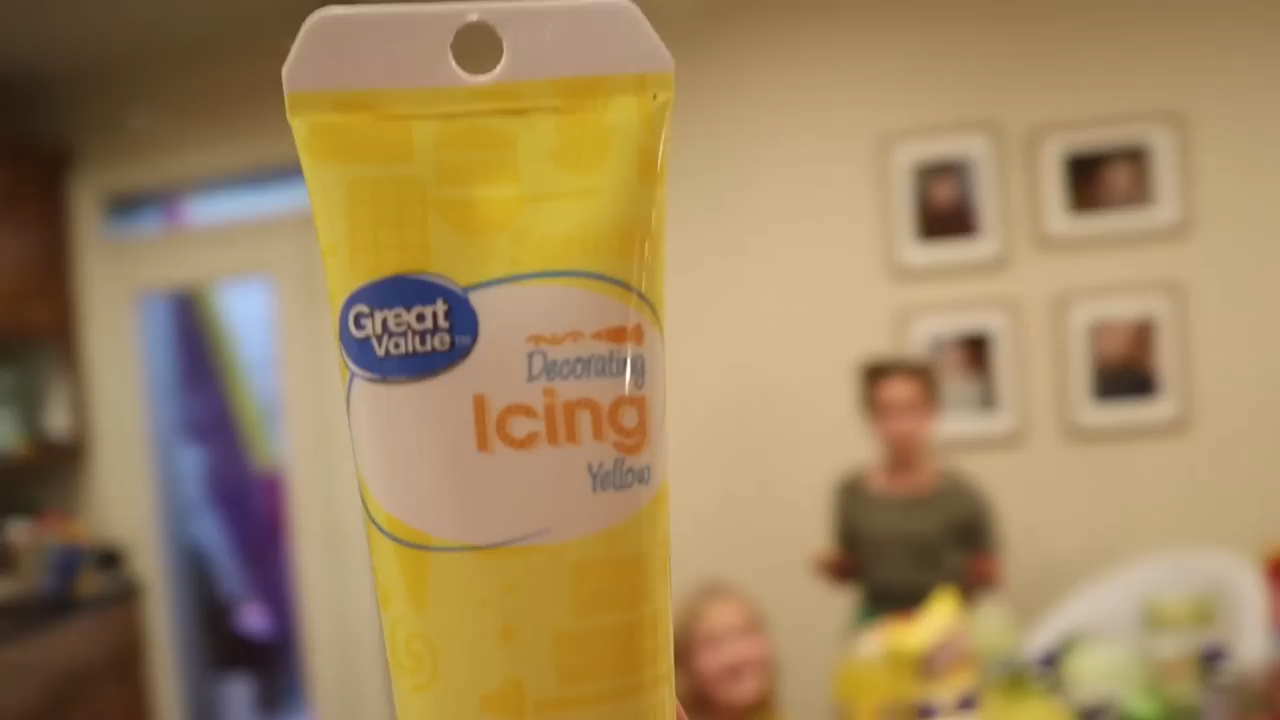 Great
Value
Decorating
Icing
Yellow